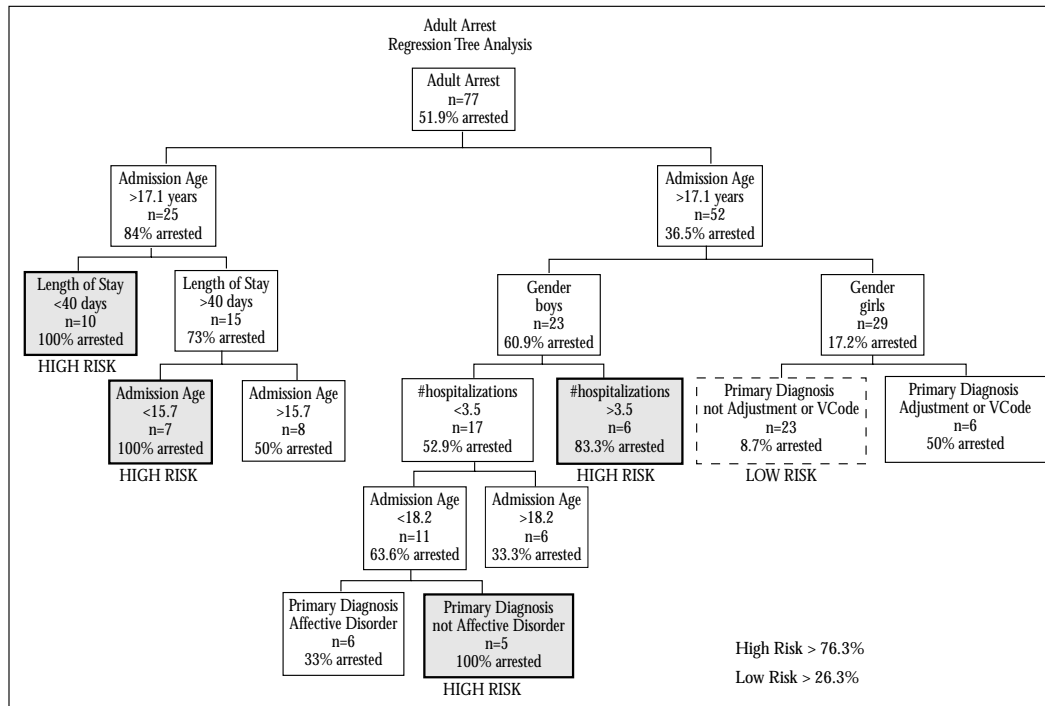 Adult Arrest
Regression Tree Analysis
Adult Arrest
n=77
51.9% arrested
Admission Age
>17.1 years
n=25
84% arrested
Admission Age
>17.1 years
n=52
36.5% arrested
Length of Stay
<40 days
n=10
100% arrested
HIGH RISK
Length of Stay
>40 days
n=15
73% arrested
Gender
boys
n=23
60.9% arrested
Gender
girls
n=29
17.2% arrested
Admission Age
<15.7
n=7
100% arrested
HIGH RISK
Admission Age
>15.7
n=8
50% arrested
#hospitalizations
<3.5
n=17
52.9% arrested
#hospitalizations
>3.5
n=6
83.3% arrested
HIGH RISK
Primary Diagnosis
not Adjustment or VCode
n=23
8.7% arrested
LOW RISK
Primary Diagnosis
Adjustment or VCode
n=6
50% arrested
Admission Age
<18.2
n=11
63.6% arrested
Admission Age
>18.2
n=6
33.3% arrested
Primary Diagnosis
Affective Disorder
n=6
33% arrested
Primary Diagnosis
not Affective Disorder
n=5
100% arrested
HIGH RISK
High Risk > 76.3%
Low Risk > 26.3%